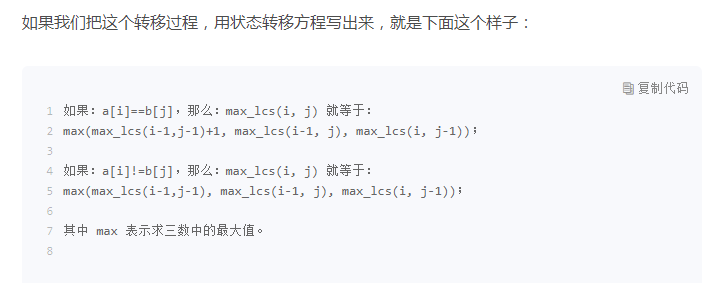 如果我们把这个转移过程，用状态转移方程写出来，就是下面这个样子：
复制代码
1 如果：a[i]==b[j]，那么：max_lcs(i, j) 就等于：
2 max(max_lcs(i-1,j-1)+1, max_lcs(i-1, j), max_lcs(i, j-1))；
3
4 如果：a[i]!=b[j]，那么：max_lcs(i, j) 就等于：
5 max(max_lcs(i-1,j-1), max_lcs(i-1, j), max_lcs(i, j-1))；
6
7 其中 max 表示求三数中的最大值。
8